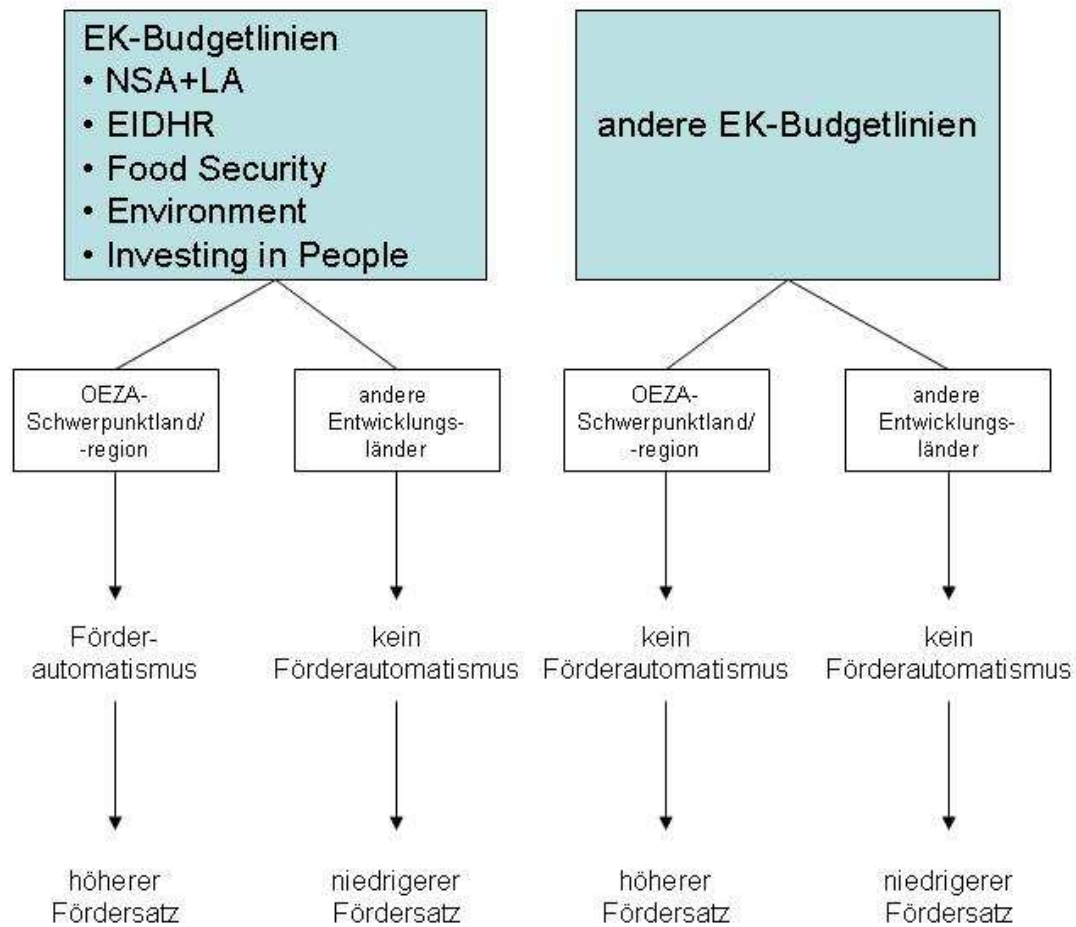 EK-Budgetlinien
• NSA+LA
• EIDHR
• Food Security
• Environment
• Investing in People
andere EK-Budgetlinien
OEZA-
Schwerpunktland/
-region
andere
Entwicklungs-
länder
OEZA-
Schwerpunktland/
-region
andere
Entwicklungs-
länder
Förder-
automatismus
kein
Förderautomatismus
kein
Förderautomatismus
kein
Förderautomatismus
höherer
Fördersatz
niedrigerer
Fördersatz
höherer
Fördersatz
niedrigerer
Fördersatz